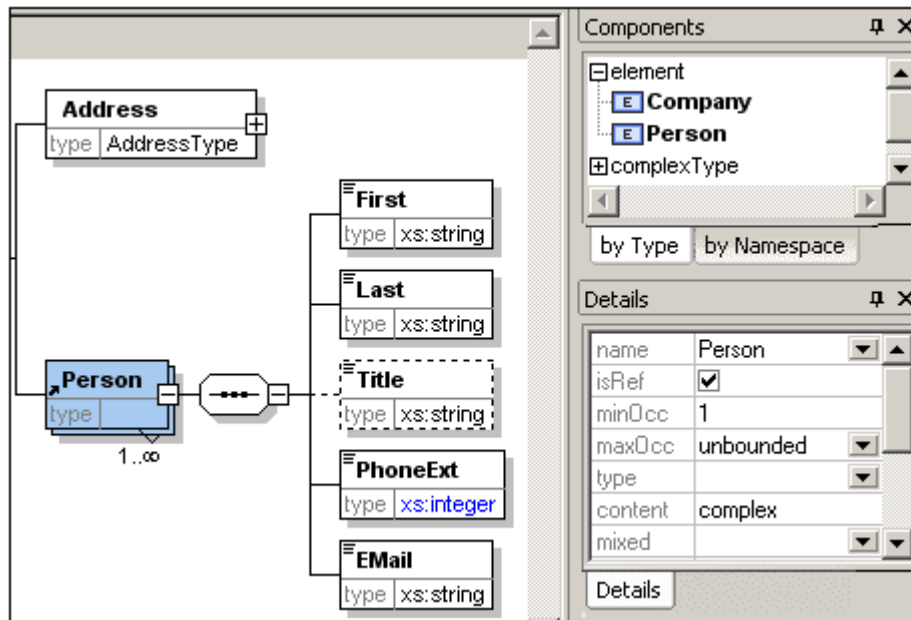 Address
type AddressType
First
type xs:string
Last
type xs:string
Person
type
1..∞
Title
type xs:string
PhoneExt
type xs:integer
EMail
type xs:string
Components
element
E Company
E Person
complexType
by Type by Namespace
Details
name Person
isRef
minOcc 1
maxOcc unbounded
type
content complex
mixed
Details